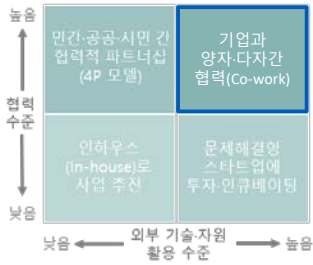 높음
민간·공공·시민 간
협력적 파트너십
(4P 모델)
기업과
양자·다자간
협력(Co-work)
협력
수준
인하우스
(In-house)로
사업 추진
문제해결형
스타트업에
투자·인큐베이팅
낮음
낮음
외부 기술·자원
활용 수준
높음